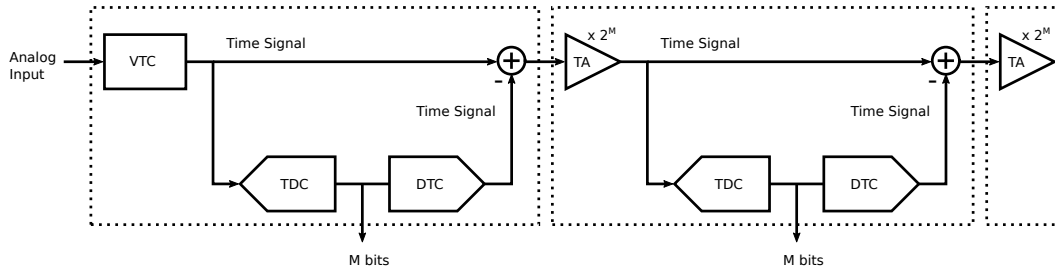 Analog
Input
VTC
Time Signal
Time Signal
TDC
DTC
M bits
x 2^M
TA
Time Signal
Time Signal
TDC
DTC
M bits
x 2^M
TA